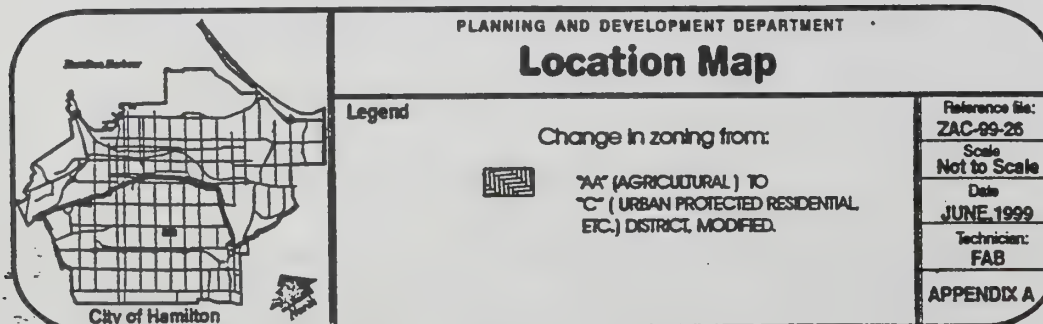 PLANNING AND DEVELOPMENT DEPARTMENT
Location Map
Hamilton Harbour
City of Hamilton
Legend
Change in zoning from:
"AA" (AGRICULTURAL ) TO
"C" ( URBAN PROTECTED RESIDENTIAL,
ETC.) DISTRICT, MODIFIED.
Reference file:
ZAC-99-26
Scale
Not to Scale
Date
JUNE, 1999
Technician:
FAB
APPENDIX A